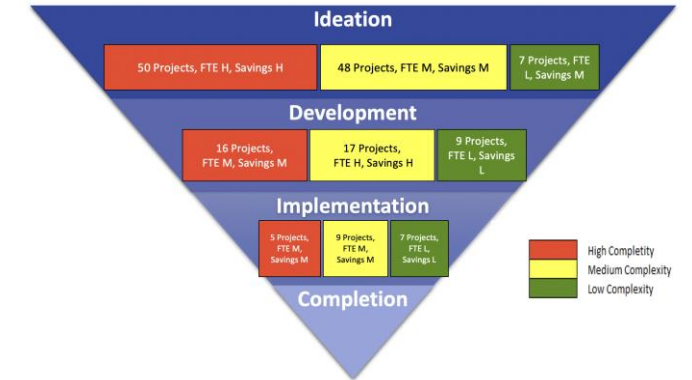 Ideation
50 Projects, FTE H, Savings H
48 Projects, FTE M, Savings M
7 Projects, FTE
L, Savings M
Development
16 Projects,
FTE M, Savings M
17 Projects,
FTE H, Savings H
9 Projects,
FTE L, Savings
L
Implementation
5 Projects,
FTE M,
Savings M
9 Projects,
FTE M,
Savings M
7 Projects,
FTE L,
Savings L
Completion
High Completity
Medium Complexity
Low Complexity